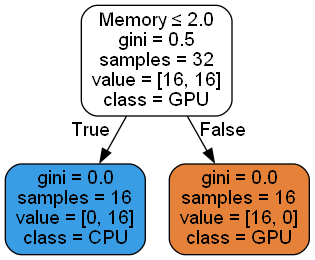 Memory ≤ 2.0
gini = 0.5
samples = 32
value = [16, 16]
class = GPU
True
False
gini = 0.0
samples = 16
value = [0, 16]
class = CPU
gini = 0.0
samples = 16
value = [16, 0]
class = GPU